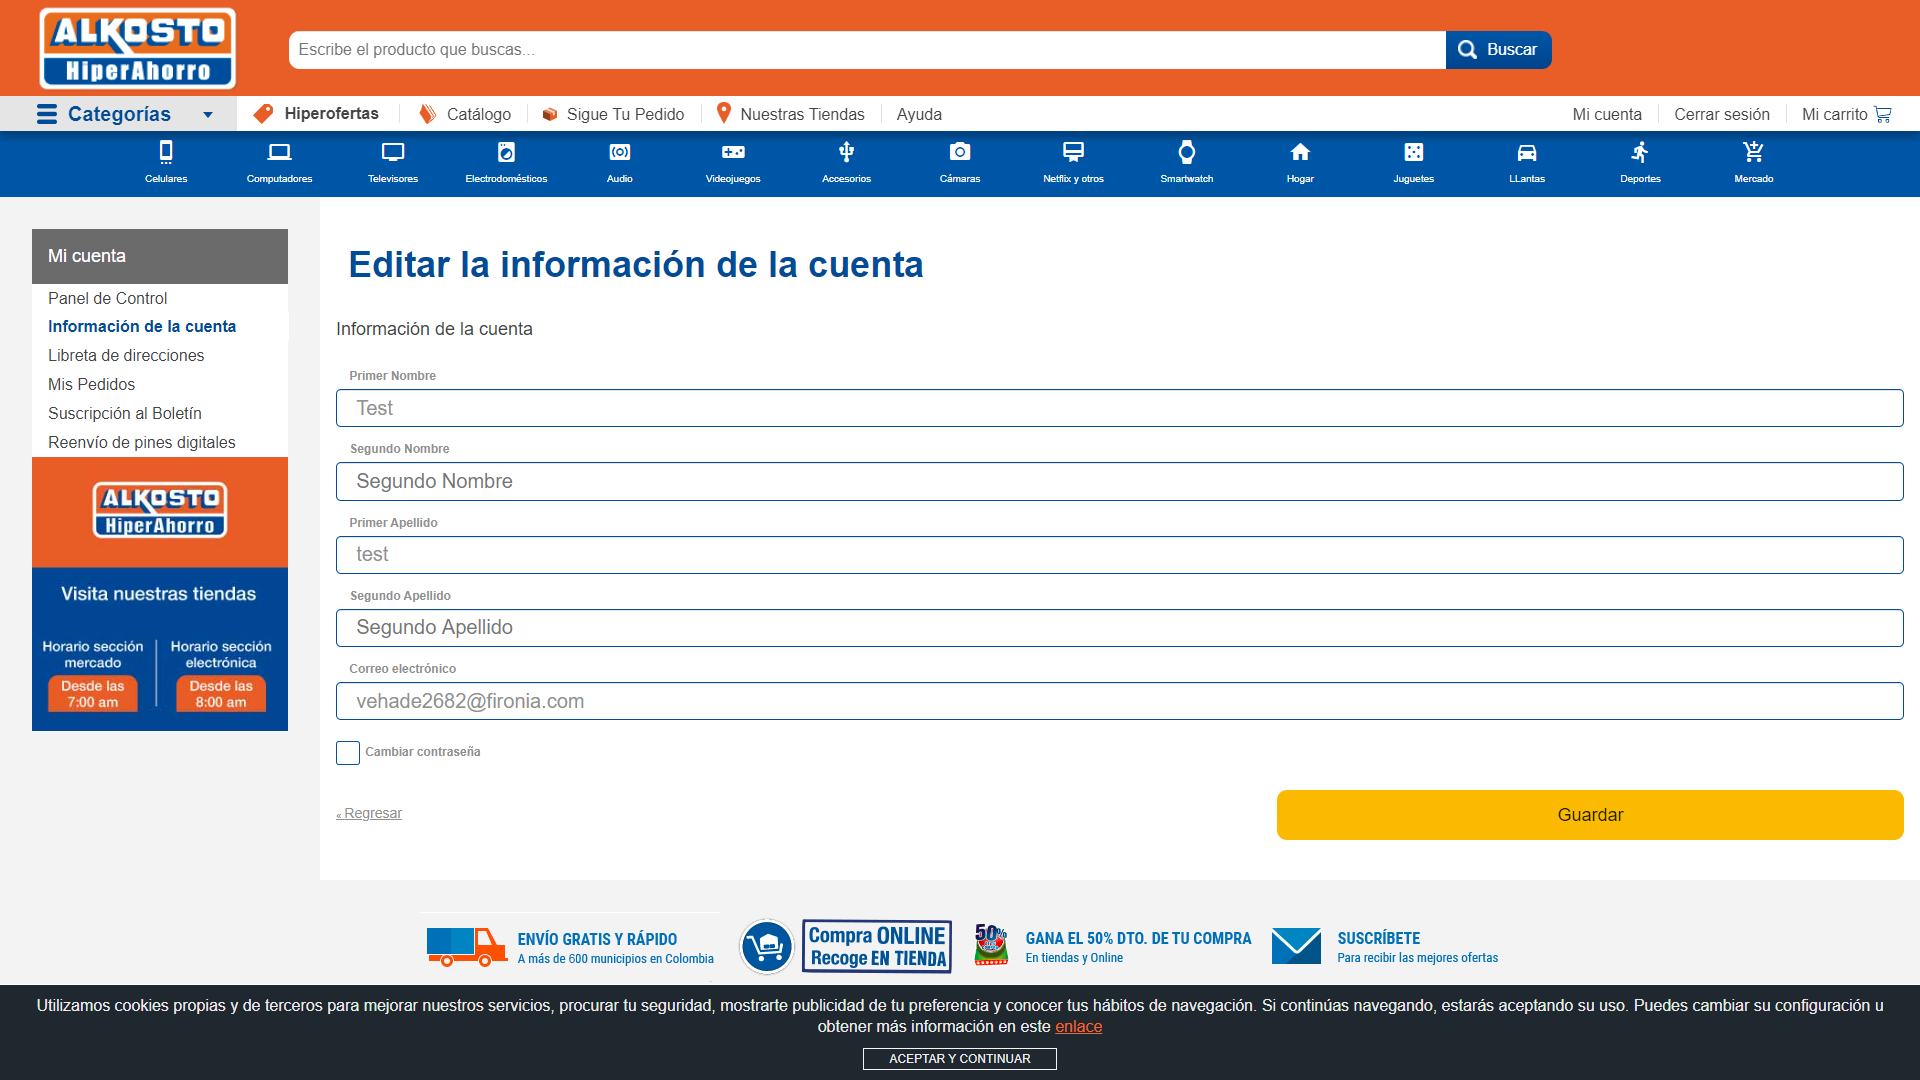 ALKOSTO
HiperAhorro
Escribe el producto que buscas...
Buscar
Categorías
Hiperofertas
Catálogo
Sigue Tu Pedido
Nuestras Tiendas
Ayuda
Mi cuenta
Cerrar sesión
Mi carrito
Celulares
Computadores
Televisores
Electrodomésticos
Audio
Videojuegos
Accesorios
Cámaras
Netflix y otros
Smartwatch
Hogar
Juguetes
LLantas
Deportes
Mercado
Mi cuenta
Panel de Control
Información de la cuenta
Libreta de direcciones
Mis Pedidos
Suscripción al Boletín
Reenvío de pines digitales
ALKOSTO
HiperAhorro
Visita nuestras tiendas
Horario sección mercado
Desde las
7:00 am
Horario sección electrónica
Desde las
8:00 am
Editar la información de la cuenta
Información de la cuenta
Primer Nombre
Test
Segundo Nombre
Segundo Nombre
Primer Apellido
test
Segundo Apellido
Segundo Apellido
Correo electrónico
vehade2682@fironia.com
Cambiar contraseña
« Regresar
Guardar
ENVÍO GRATIS Y RÁPIDO
A más de 600 municipios en Colombia
Compra ONLINE
Recoge EN TIENDA
50%
GANA EL 50% DTO. DE TU COMPRA
En tiendas y Online
SUSCRÍBETE
Para recibir las mejores ofertas
Utilizamos cookies propias y de terceros para mejorar nuestros servicios, procurar tu seguridad, mostrarte publicidad de tu preferencia y conocer tus hábitos de navegación. Si continúas navegando, estarás aceptando su uso. Puedes cambiar su configuración u
obtener más información en este enlace
ACEPTAR Y CONTINUAR